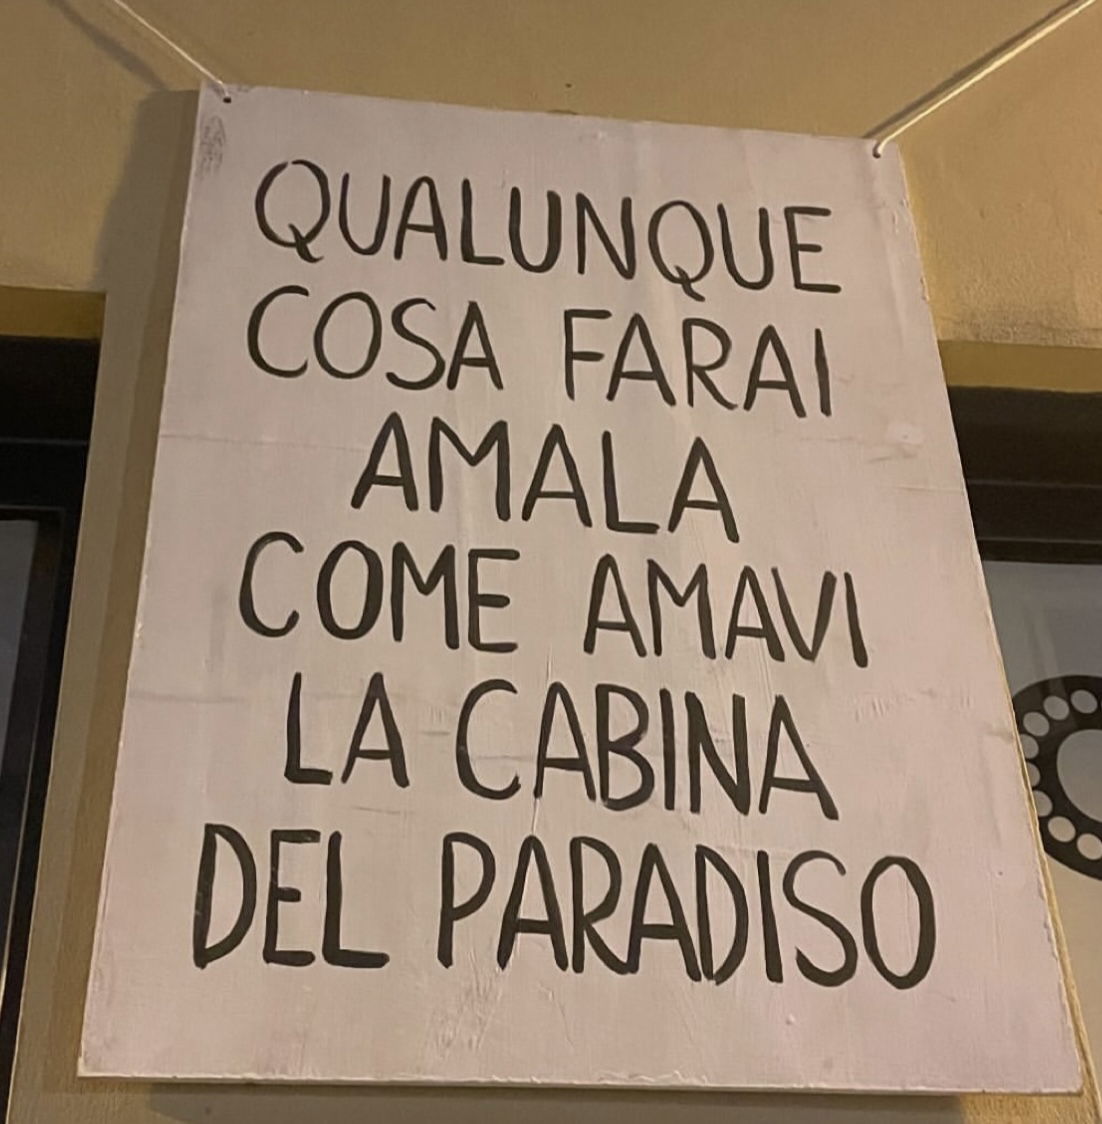 QUALUNQUE
COSA FARAI
AMALA
COME AMAVI
LA CABINA
DEL PARADISO